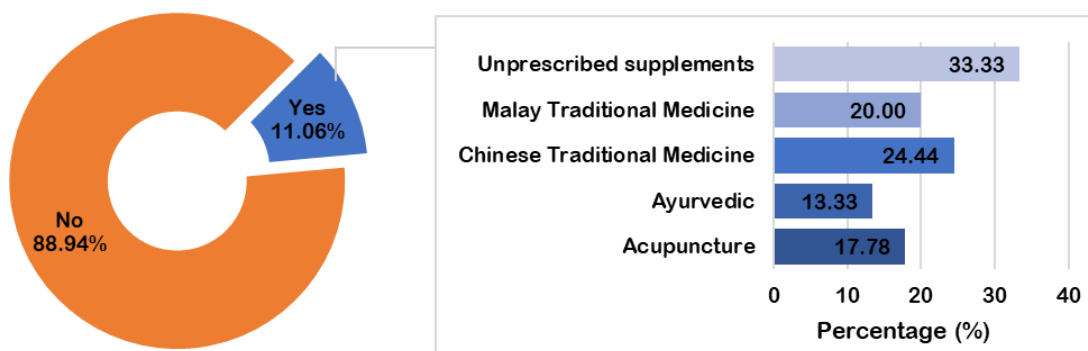 Yes
11.06%
No
88.94%
Unprescribed supplements
33.33
Malay Traditional Medicine
20.00
Chinese Traditional Medicine
24.44
Ayurvedic
13.33
Acupuncture
17.78
0 10 20 30 40
Percentage (%)